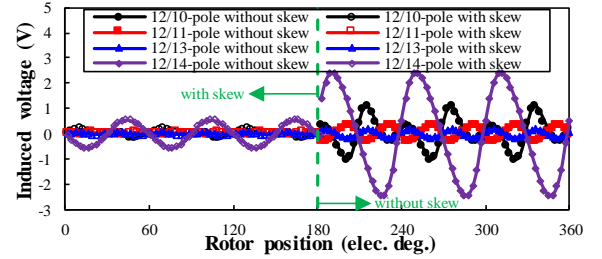 12/10-pole without skew 12/10-pole with skew
12/11-pole without skew 12/11-pole with skew
12/13-pole without skew 12/13-pole with skew
12/14-pole without skew 12/14-pole with skew
Induced voltage (V)
5
4
3
2
1
0
-1
-2
-3
with skew
without skew
0 60 120 180 240 300 360
Rotor position (elec. deg.)